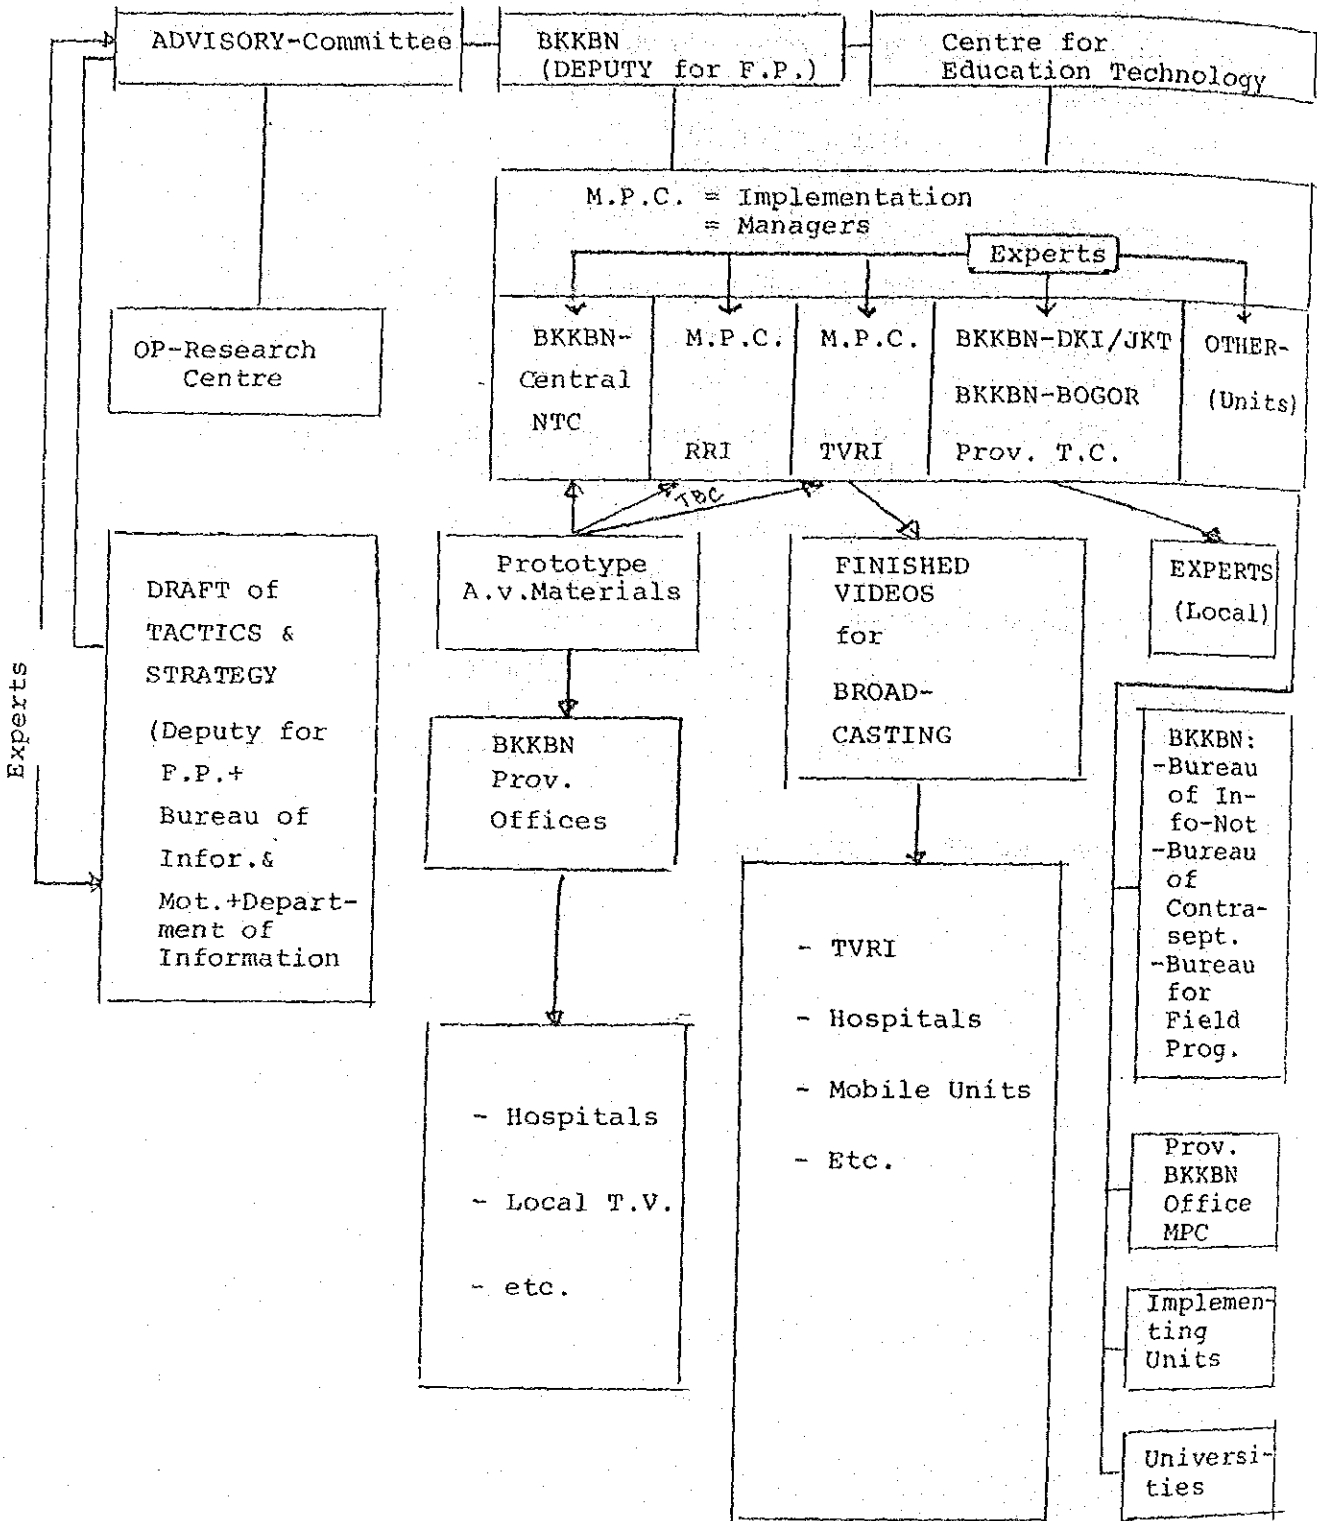 ADVISORY-Committee
BKKBN
(DEPUTY for F.P.)
Centre for
Education Technology
M.P.C. = Implementation
= Managers
Experts
OP-Research
Centre
BKKBN-
Central
NTC
M.P.C.
RRI
M.P.C.
TVRI
BKKBN-DKI/JKT
BKKBN-BOGOR
Prov. T.C.
OTHER-
(Units)
TBC
Experts
DRAFT of
TACTICS &
STRATEGY
(Deputy for
F.P.+
Bureau of
Infor.&
Mot.+Depart-
ment of
Information
Prototype
A.v.Materials
BKKBN
Prov.
Offices
- Hospitals
- Local T.V.
- etc.
FINISHED
VIDEOS
for
BROAD-
CASTING
- TVRI
- Hospitals
- Mobile Units
- Etc.
EXPERTS
(Local)
BKKBN:
-Bureau
of In-
fo-Not
-Bureau
of
Contra-
sept.
-Bureau
for
Field
Prog.
Prov.
BKKBN
Office
MPC
Implemen-
ting
Units
Universi-
ties